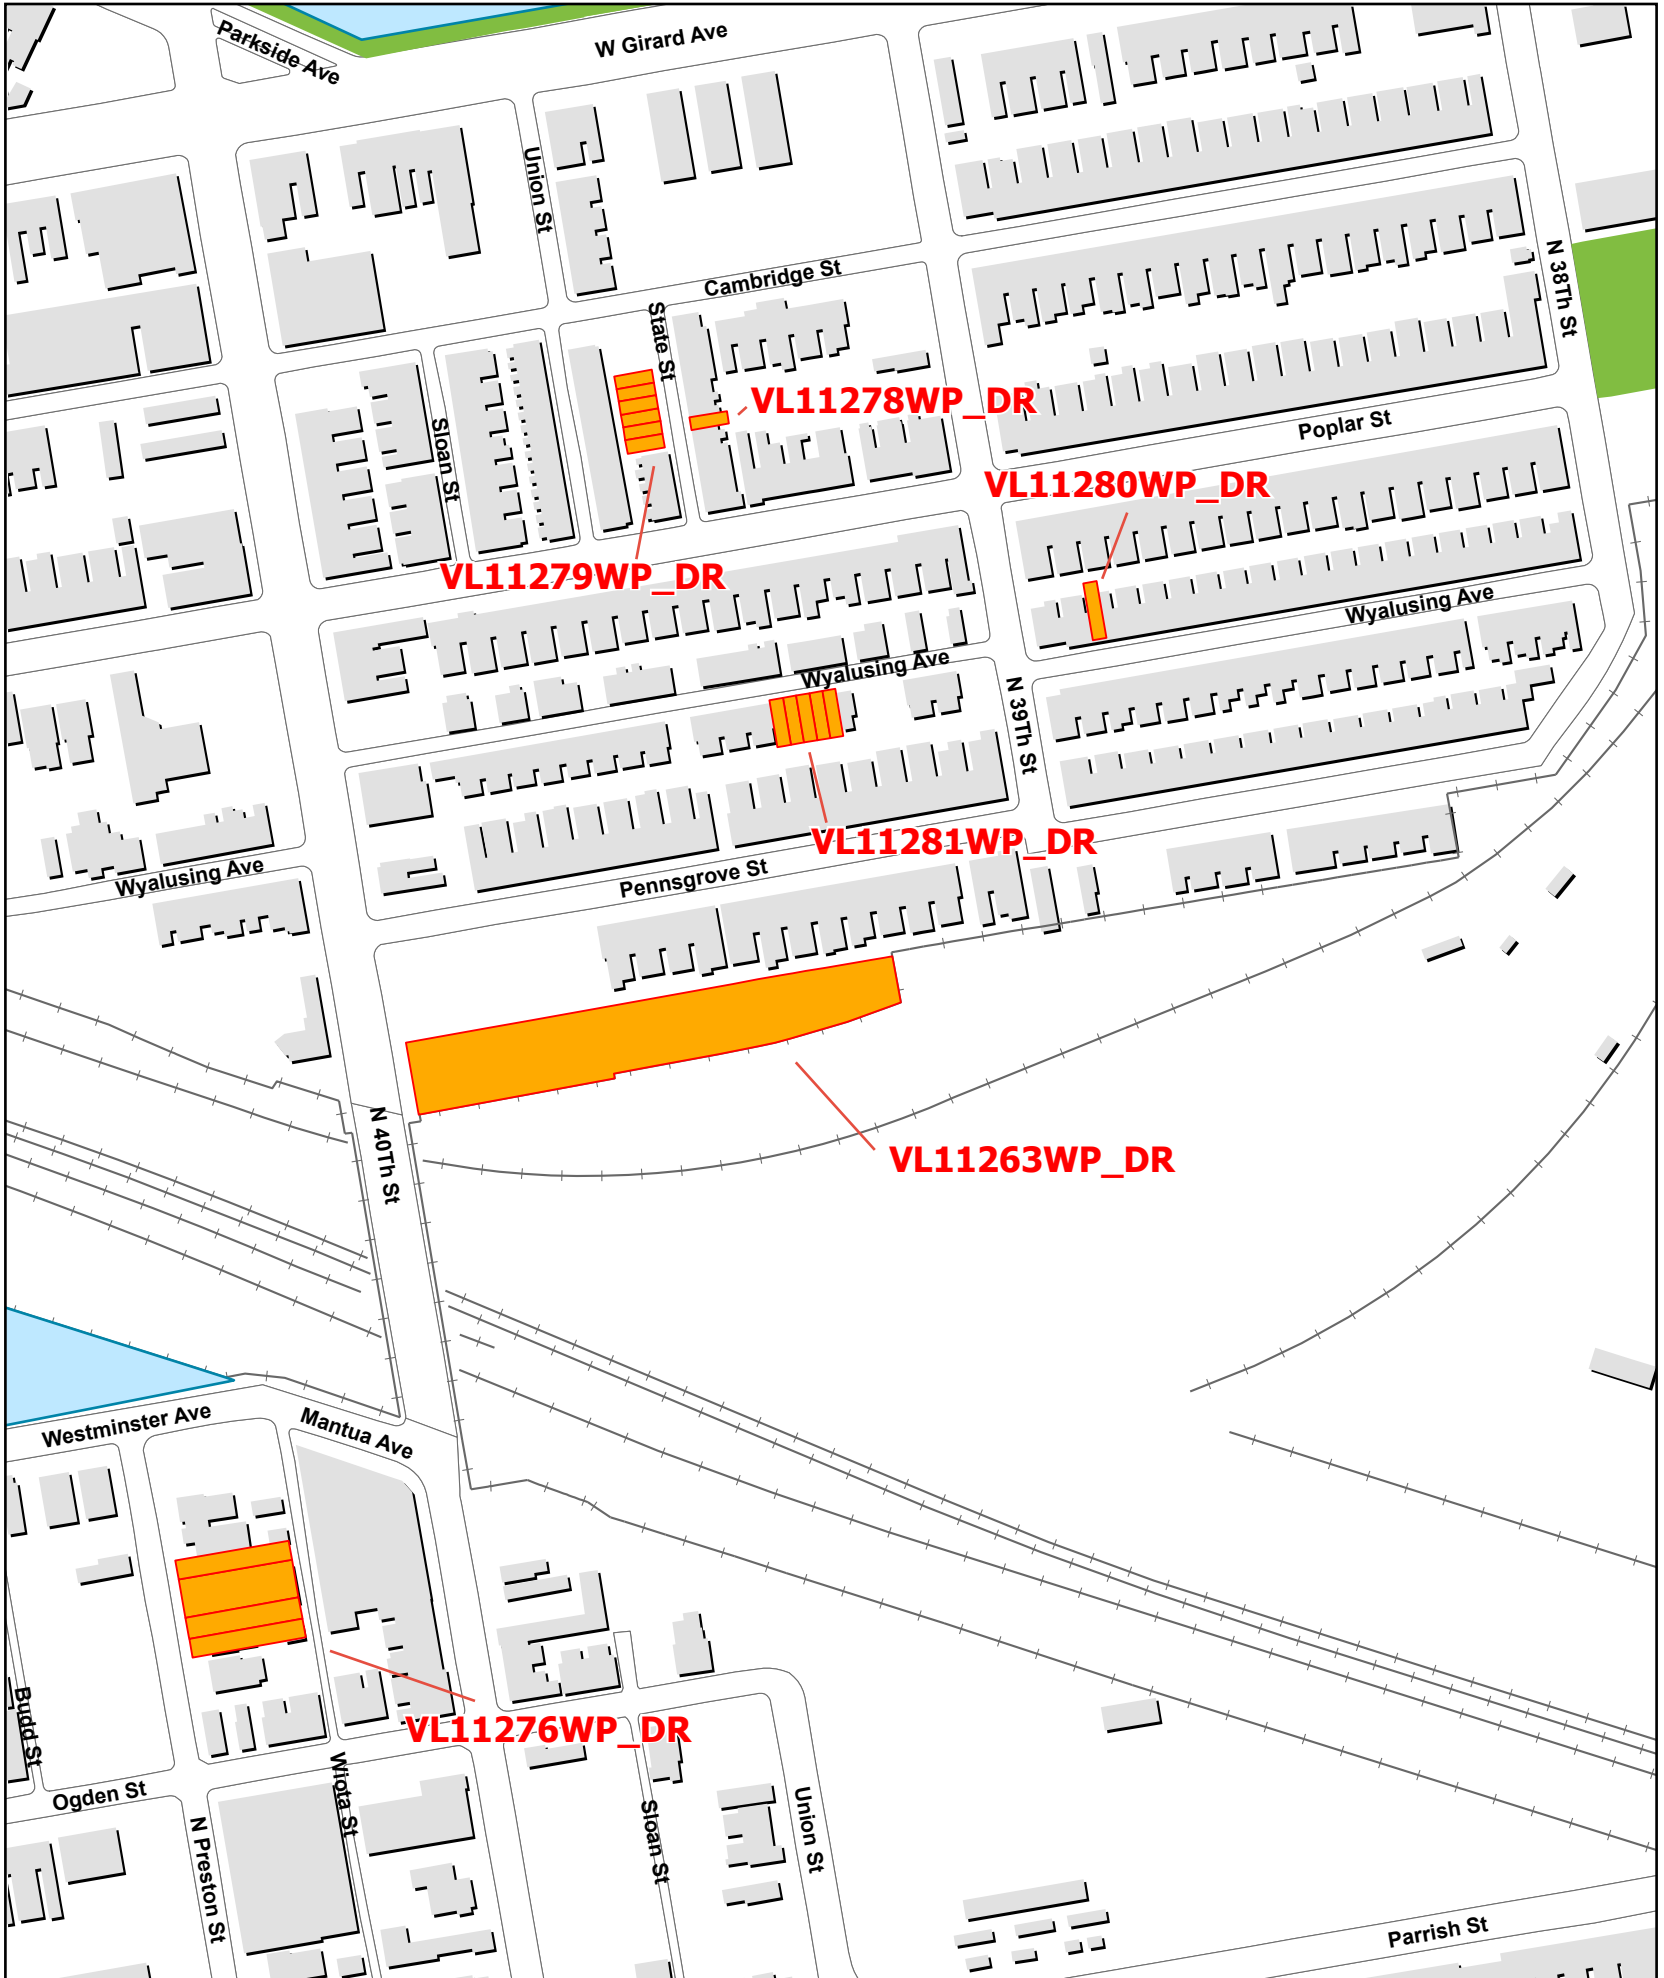 Parkside Ave
W Girard Ave
Union St
Cambridge St
N 38Th St
State St
VL11278WP_DR
Sloan St
Poplar St
VL11280WP_DR
VL11279WP_DR
Wyalusing Ave
Wyalusing Ave
N 39Th St
VL11281WP_DR
Wyalusing Ave
Pennsgrove St
N 40Th St
VL11263WP_DR
Westminster Ave
Mantua Ave
Budd St
VL11276WP_DR
Ogden St
Wiota St
N Preston St
Sloan St
Union St
Parrish St